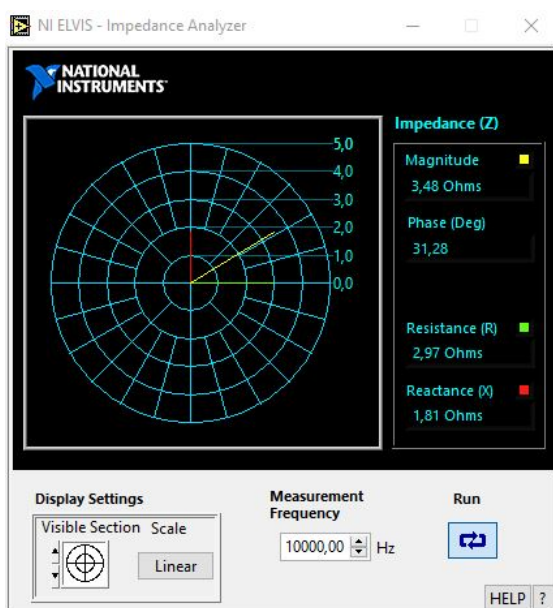 NI ELVIS - Impedance Analyzer
NATIONAL
INSTRUMENTS
5,0
4,0
3,0
2,0
1,0
0,0
Impedance (Z)
Magnitude
3,48 Ohms
Phase (Deg)
31,28
Resistance (R)
2,97 Ohms
Reactance (X)
1,81 Ohms
Display Settings
Visible Section Scale
Linear
Measurement
Frequency
10000,00 Hz
Run
HELP ?